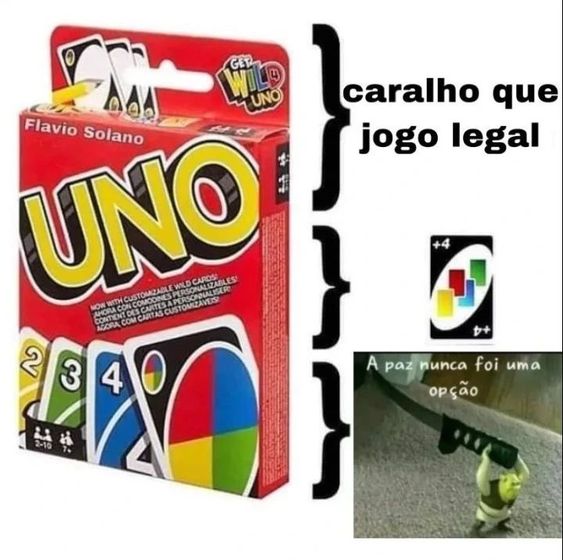 GET
WILD
UNO
Flavio Solano
UNO
NOW WITH CUSTOMIZABLE WILD CARDS!
¡AHORA CON COMODINES PERSONALIZABLES!
CONTIENT DES CARTES À PERSONNALISER!
AGORA, COM CARTAS CUSTOMIZÁVEIS!
2
3
4
2-10 7+
caralho que
jogo legal
+4
+4
A paz nunca foi uma
opção